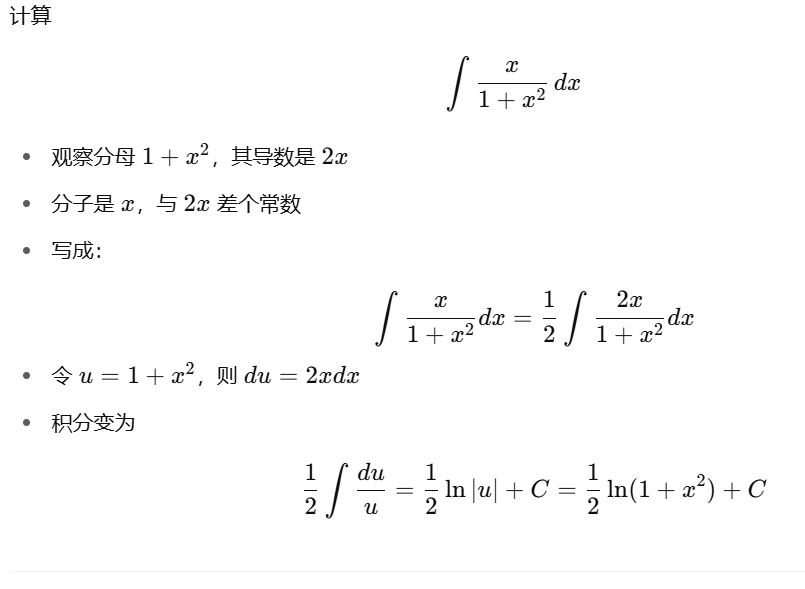 计算
$$\int \frac{x}{1+x^2}\,dx$$
• 观察分母 $1+x^2$，其导数是 $2x$
• 分子是 $x$，与 $2x$ 差个常数
• 写成：
$$\int \frac{x}{1+x^2}dx = \frac{1}{2}\int \frac{2x}{1+x^2}dx$$
• 令 $u = 1+x^2$，则 $du = 2xdx$
• 积分变为
$$\frac{1}{2}\int \frac{du}{u} = \frac{1}{2}\ln|u| + C = \frac{1}{2}\ln(1+x^2) + C$$